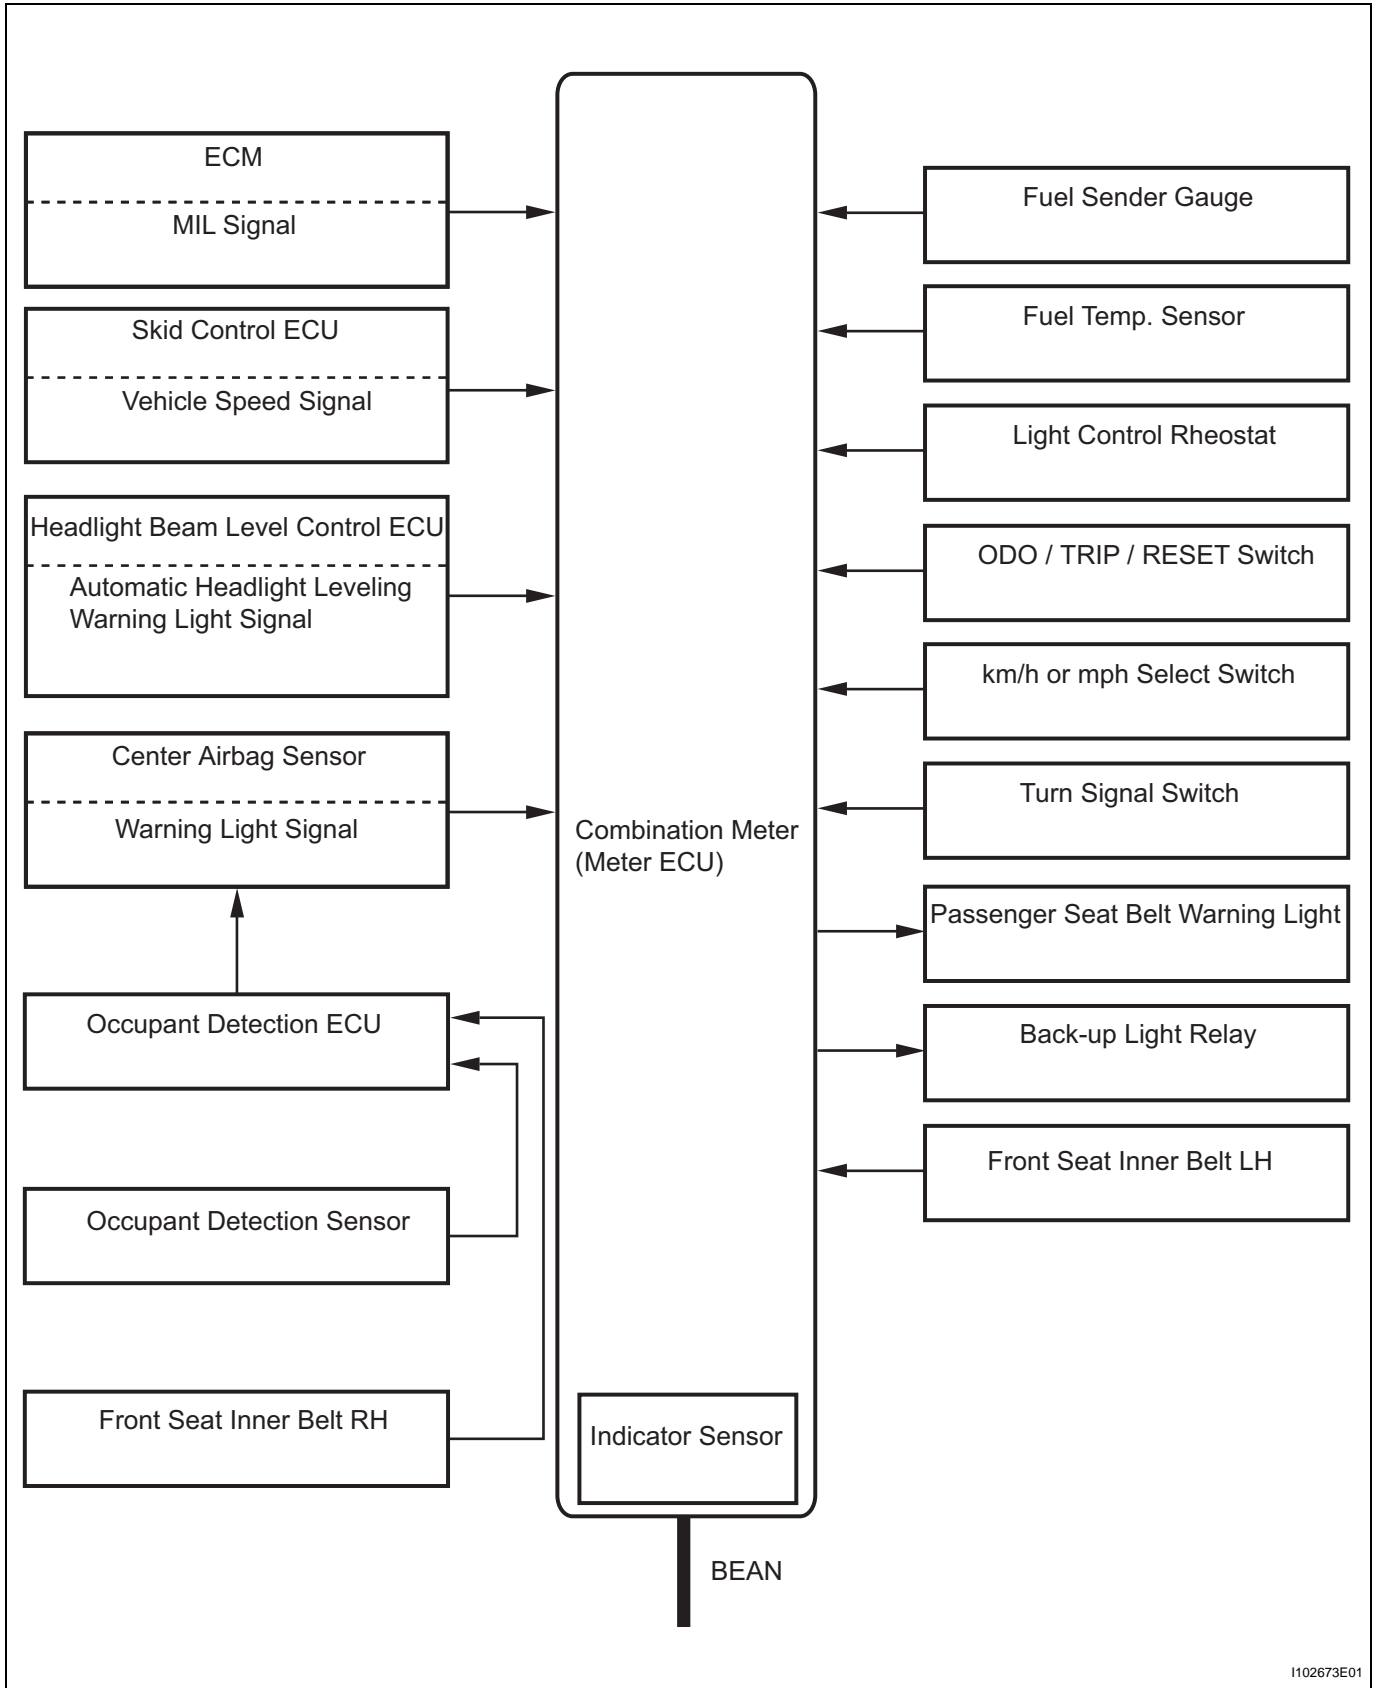 ECM
MIL Signal
Skid Control ECU
Vehicle Speed Signal
Headlight Beam Level Control ECU
Automatic Headlight Leveling
Warning Light Signal
Center Airbag Sensor
Warning Light Signal
Occupant Detection ECU
Occupant Detection Sensor
Front Seat Inner Belt RH
Combination Meter
(Meter ECU)
Indicator Sensor
BEAN
Fuel Sender Gauge
Fuel Temp. Sensor
Light Control Rheostat
ODO / TRIP / RESET Switch
km/h or mph Select Switch
Turn Signal Switch
Passenger Seat Belt Warning Light
Back-up Light Relay
Front Seat Inner Belt LH
I102673E01